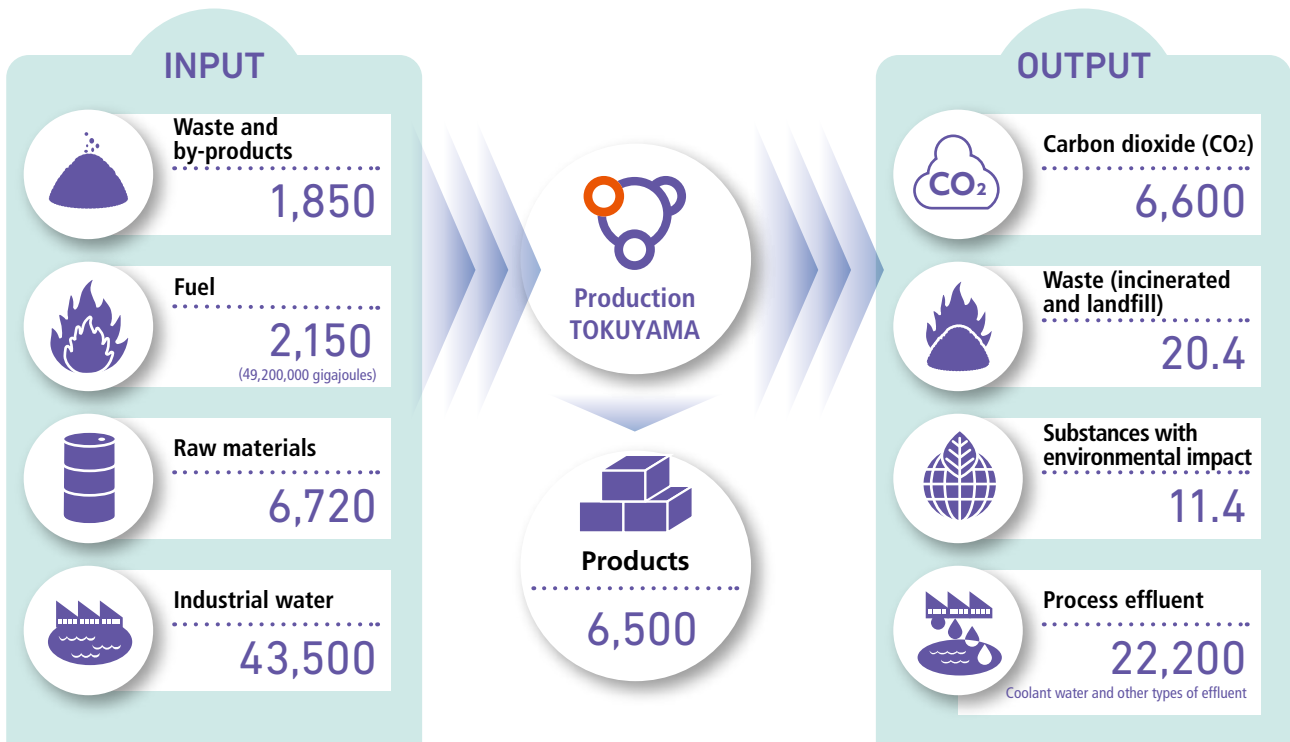 INPUT
Waste and
by-products
1,850
Fuel
2,150
(49,200,000 gigajoules)
Raw materials
6,720
Industrial water
43,500
Production
TOKUYAMA
Products
6,500
OUTPUT
CO2
Carbon dioxide (CO2)
6,600
Waste (incinerated
and landfill)
20.4
Substances with
environmental impact
11.4
Process effluent
22,200
Coolant water and other types of effluent